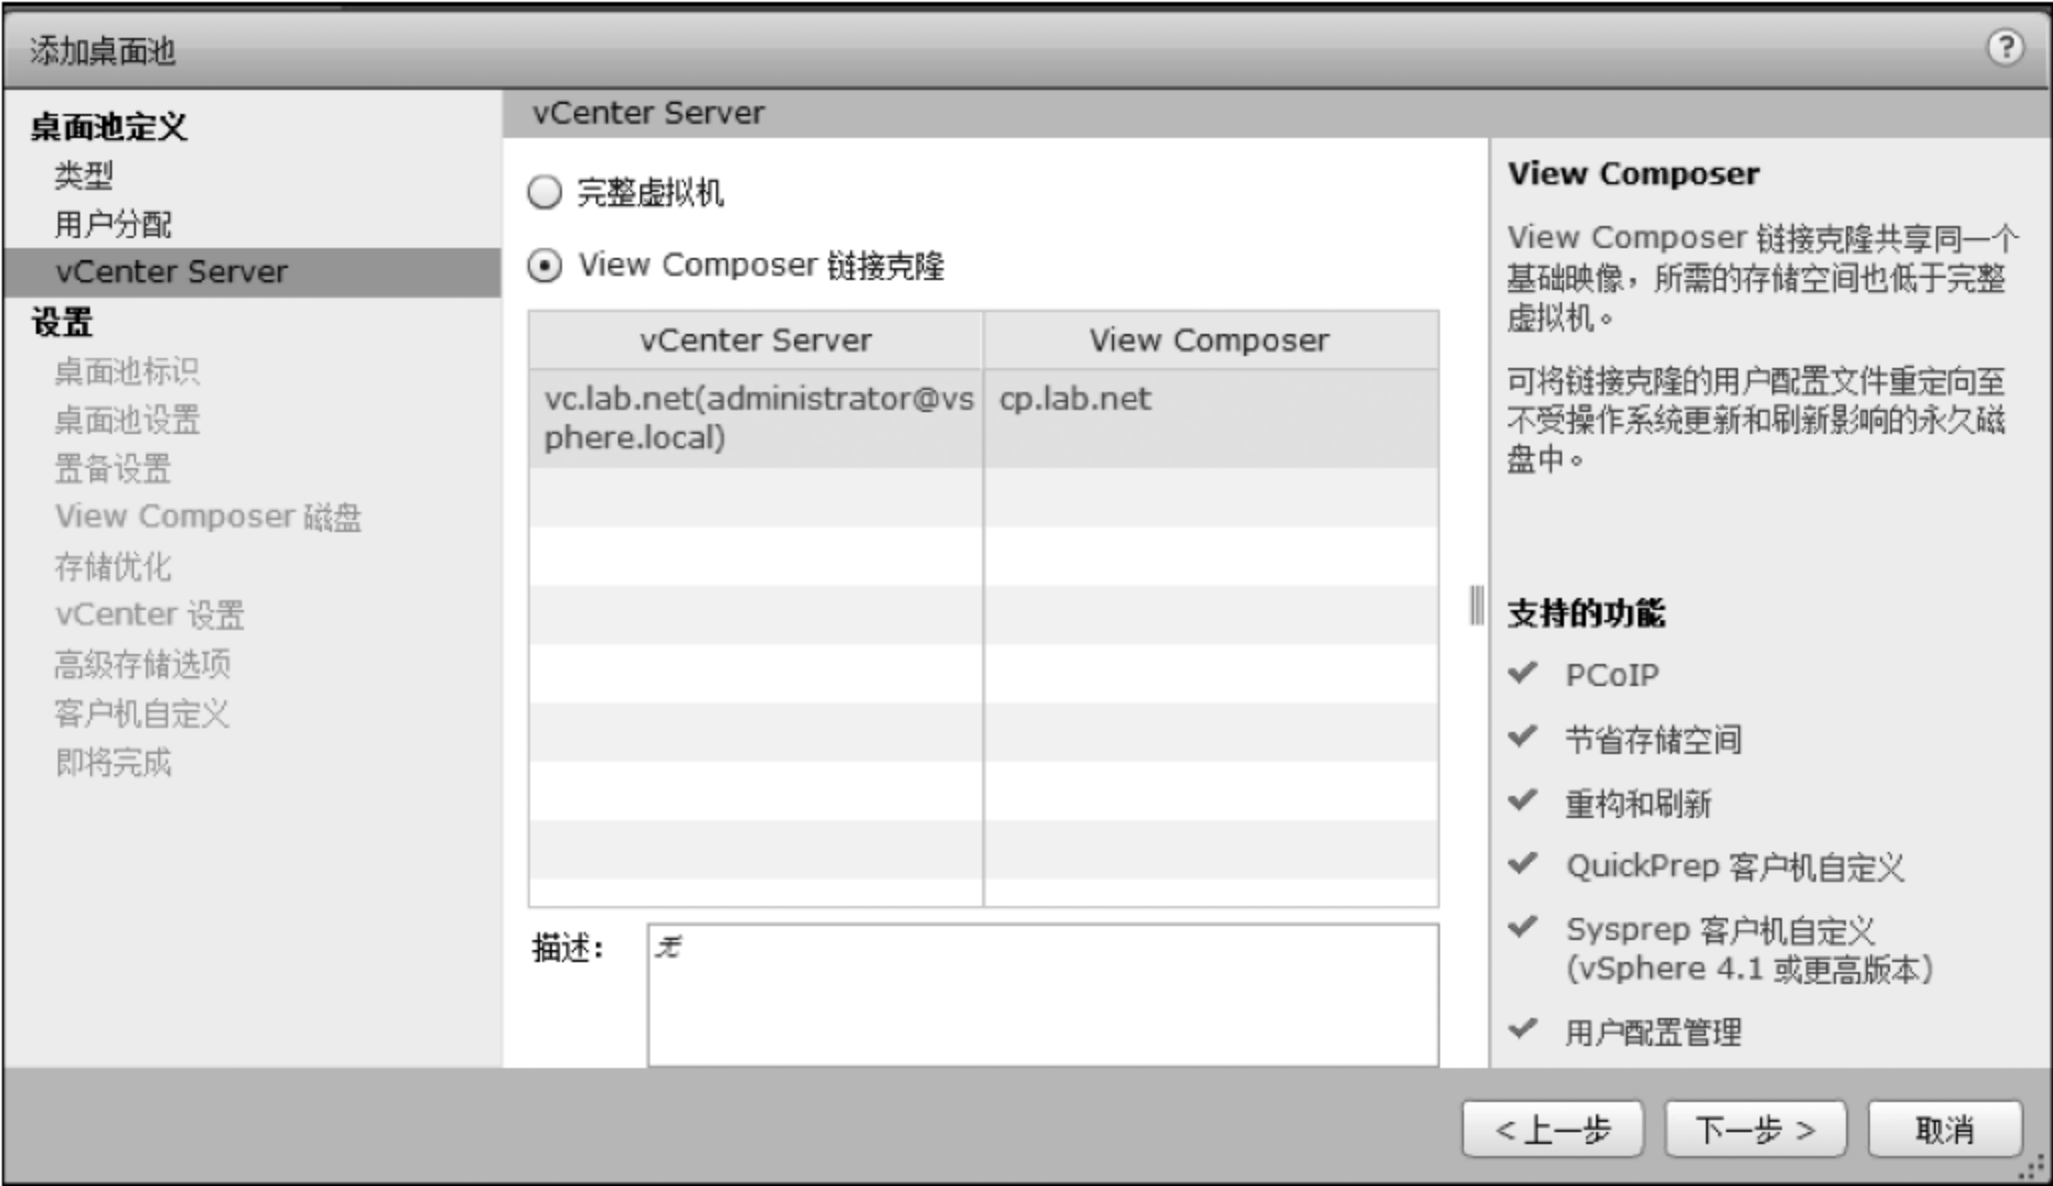 添加桌面池
?
桌面池定义
类型
用户分配
vCenter Server
设置
桌面池标识
桌面池设置
置备设置
View Composer 磁盘
存储优化
vCenter 设置
高级存储选项
客户机自定义
即将完成
vCenter Server
完整虚拟机
View Composer 链接克隆
vCenter Server
View Composer
vc.lab.net(administrator@vs
phere.local)
cp.lab.net
描述：
无
View Composer
View Composer 链接克隆共享同一个
基础映像，所需的存储空间也低于完整
虚拟机。
可将链接克隆的用户配置文件重定向至
不受操作系统更新和刷新影响的永久磁
盘中。
支持的功能
PCoIP
节省存储空间
重构和刷新
QuickPrep 客户机自定义
Sysprep 客户机自定义
(vSphere 4.1 或更高版本)
用户配置管理
< 上一步
下一步 >
取消